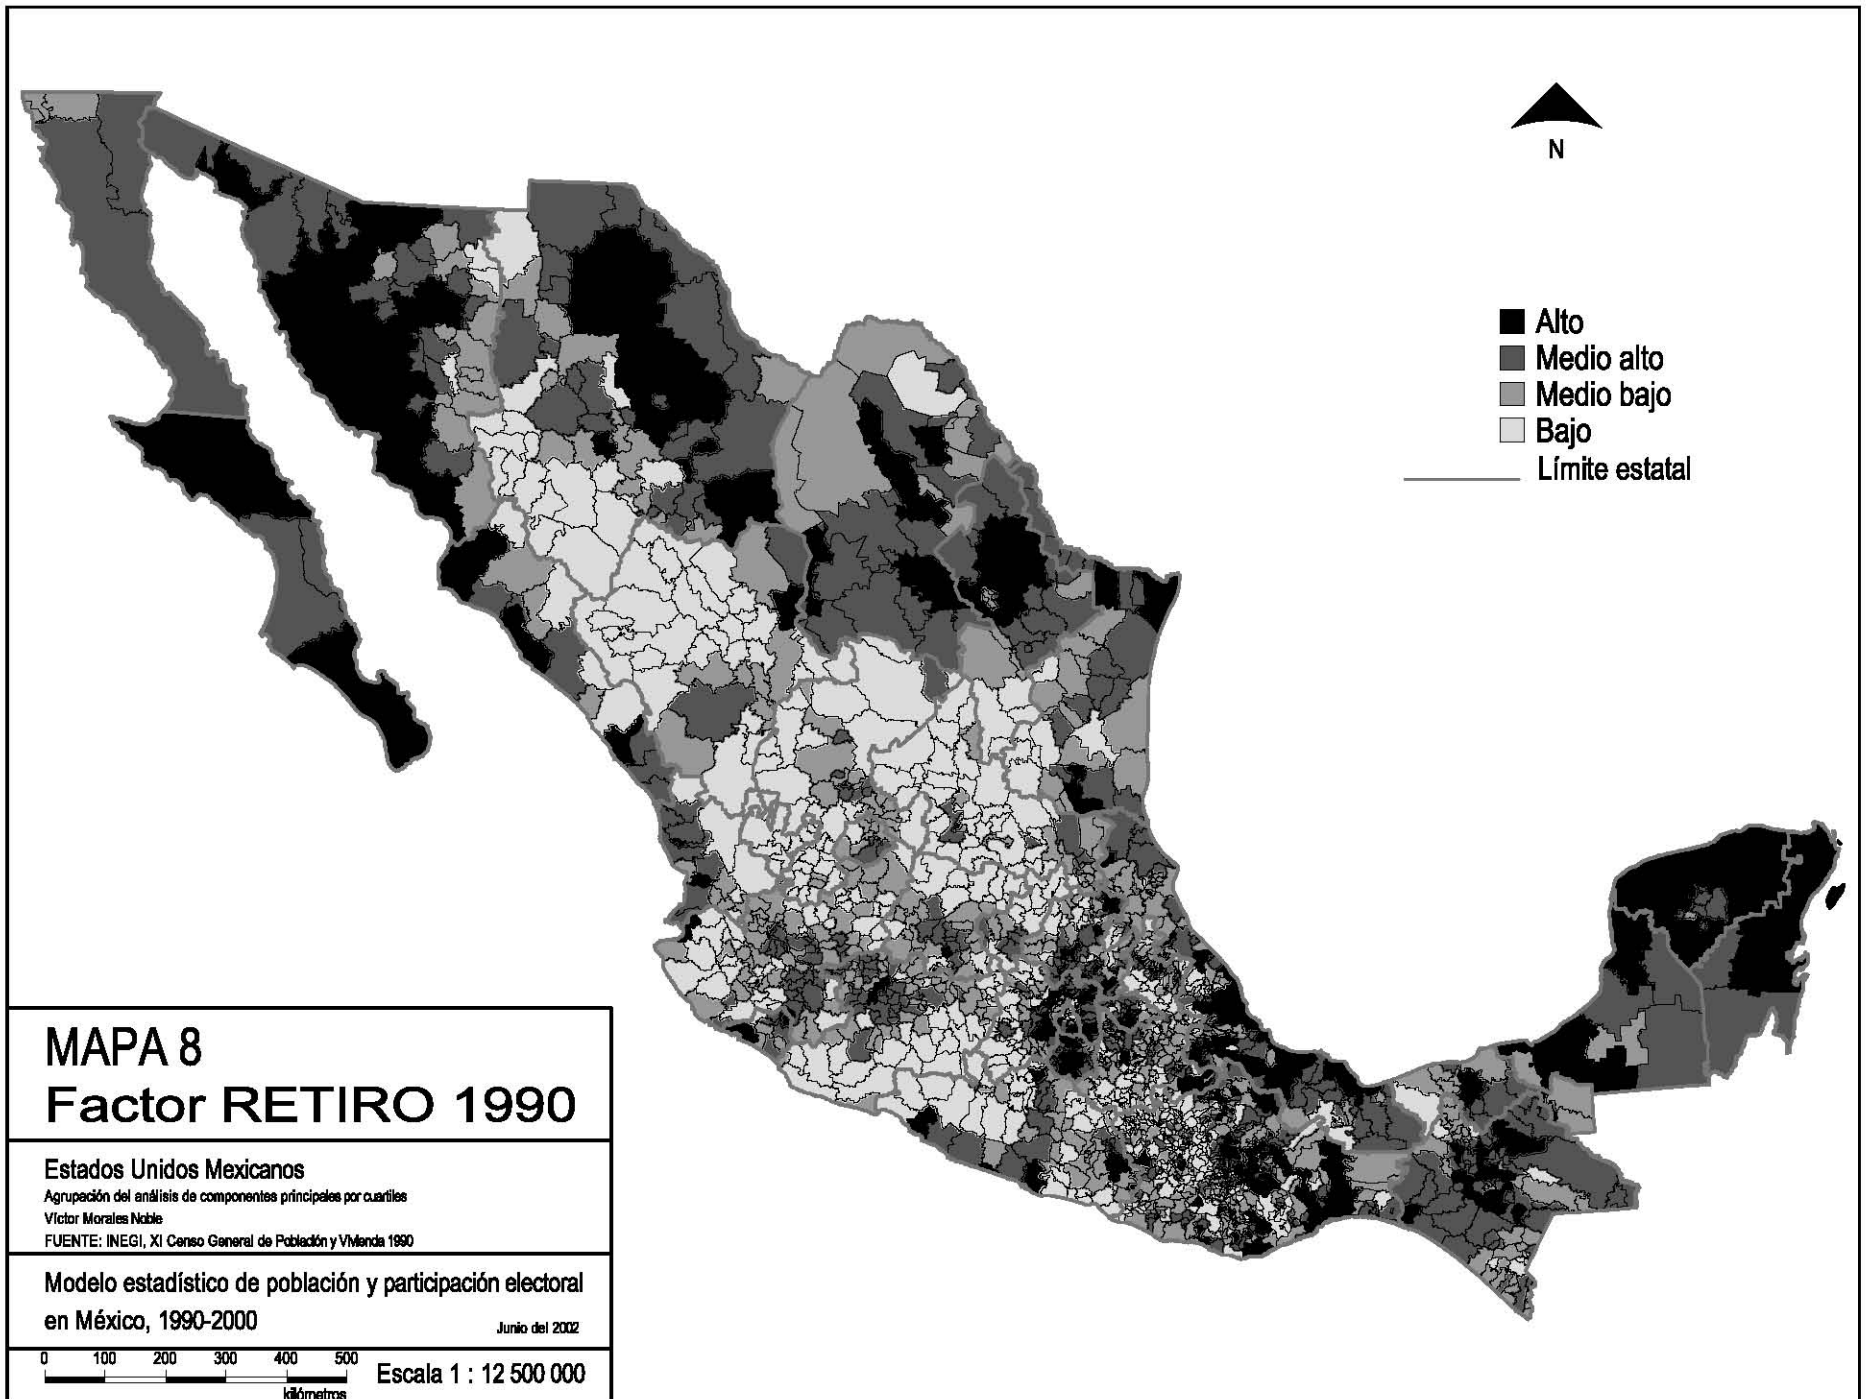 N
Alto
Medio alto
Medio bajo
Bajo
Límite estatal
MAPA 8
Factor RETIRO 1990
Estados Unidos Mexicanos
Agrupación del análisis de componentes principales por cuartiles
Víctor Morales Noble
FUENTE: INEGI, XI Censo General de Población y Vivienda 1990
Modelo estadístico de población y participación electoral
en México, 1990-2000
Junio del 2002
0 100 200 300 400 500
kilómetros
Escala 1 : 12 500 000